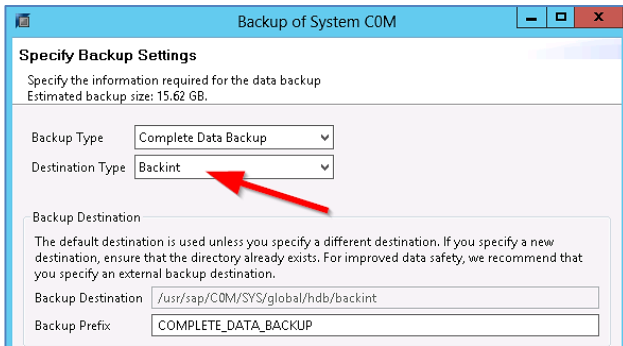 Backup of System C0M
Specify Backup Settings
Specify the information required for the data backup
Estimated backup size: 15.62 GB.
Backup Type Complete Data Backup
Destination Type Backint
Backup Destination
The default destination is used unless you specify a different destination. If you specify a new
destination, ensure that the directory already exists. For improved data safety, we recommend that
you specify an external backup destination.
Backup Destination /usr/sap/C0M/SYS/global/hdb/backint
Backup Prefix COMPLETE_DATA_BACKUP